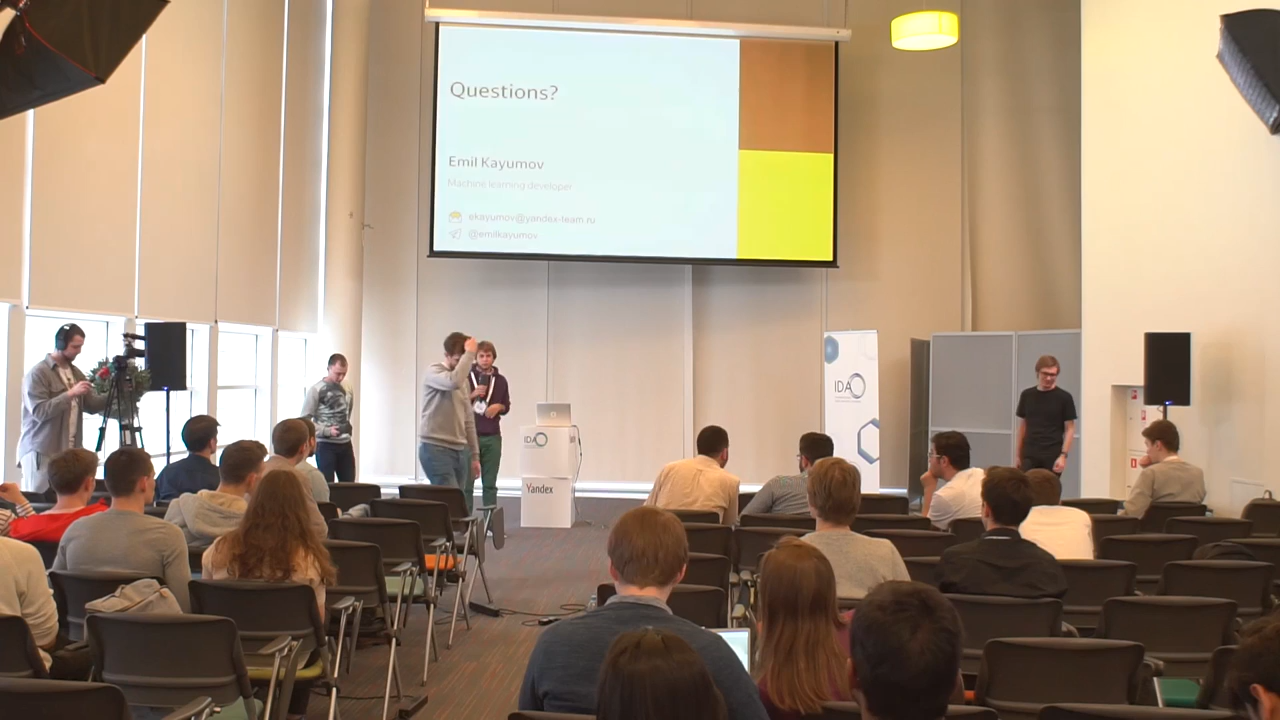 Questions?
Emil Kayumov
Machine learning developer
ekayumov@yandex-team.ru
@emilkayumov
IDAO
IDAO
Yandex